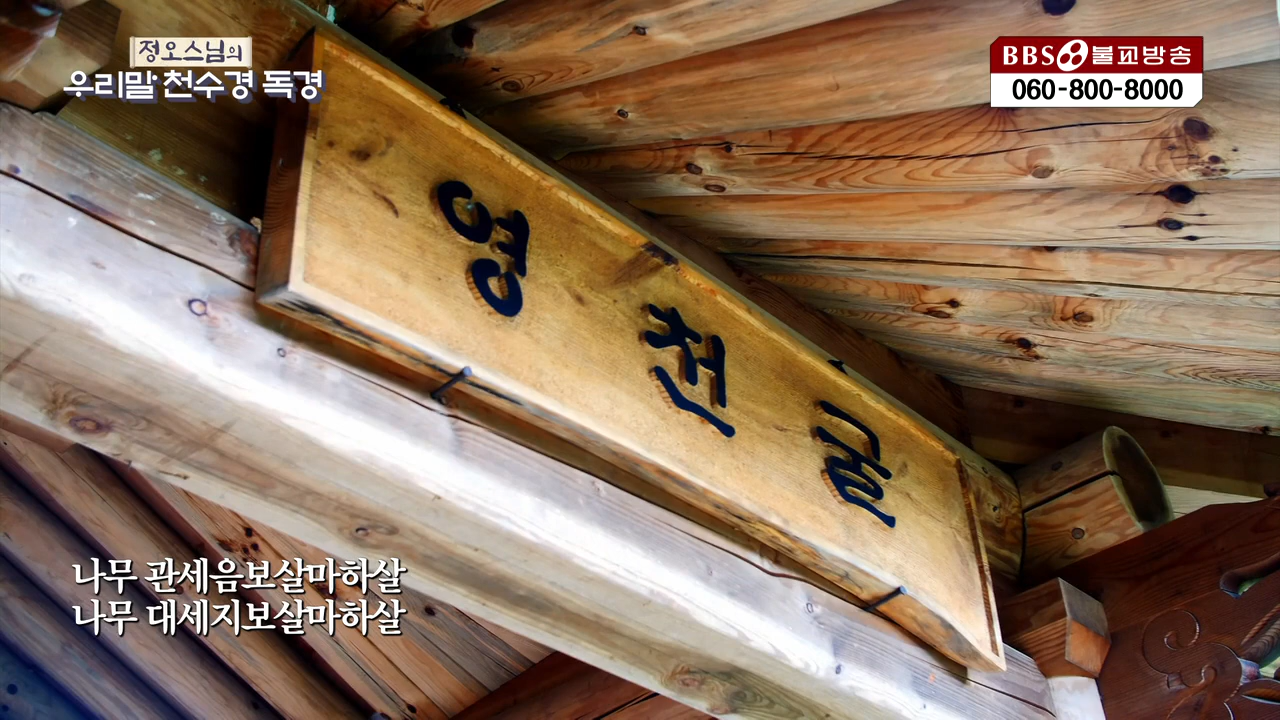 정오스님의
우리말 천수경 독경
BBS 불교방송
060-800-8000
영천굴
나무 관세음보살마하살
나무 대세지보살마하살